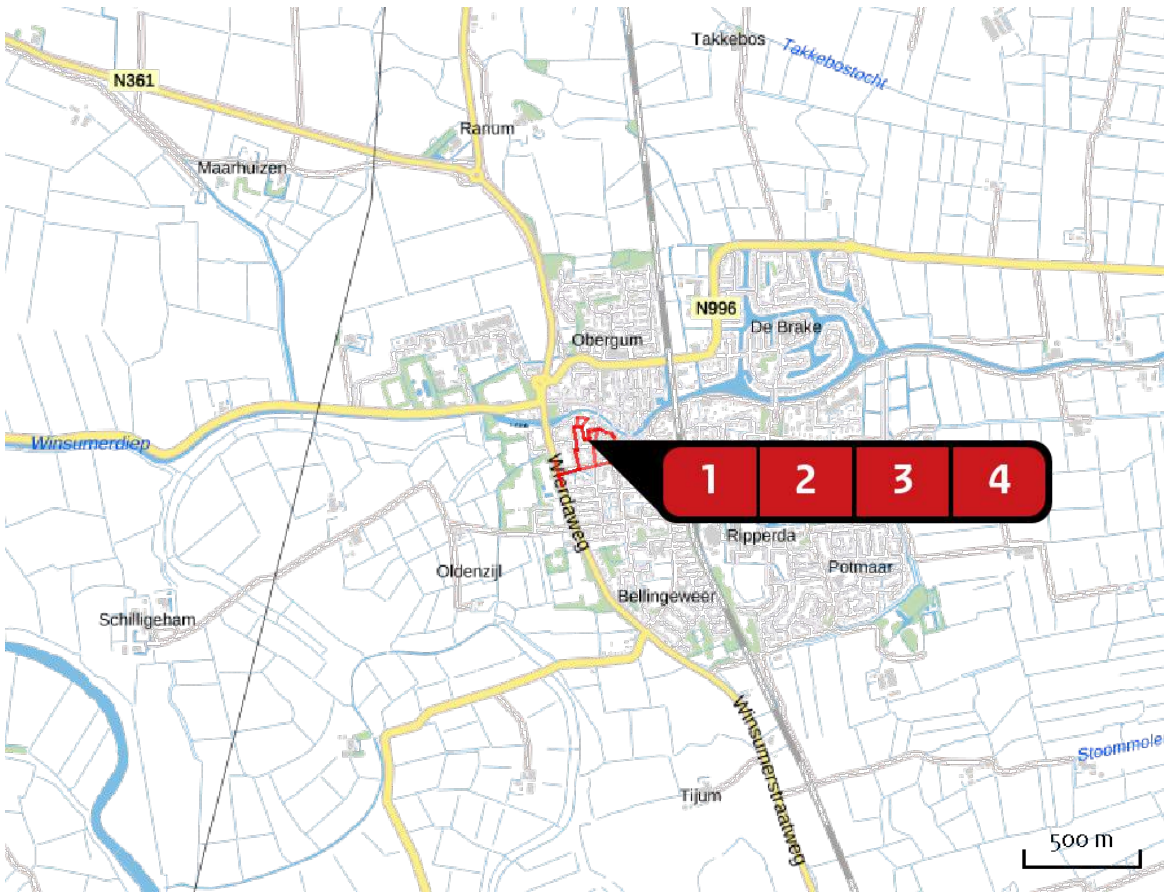 Takkebos
Takkebostocht
N361
Ranum
Maarhuizen
N996
De Brake
Obergum
Winsumerdiep
Wierdaweg
1 2 3 4
Ripperda
Oldenzijl
Potmaar
Bellingeweer
Schilligeham
Winsumerstraatweg
Stoommole
Tijum
500 m